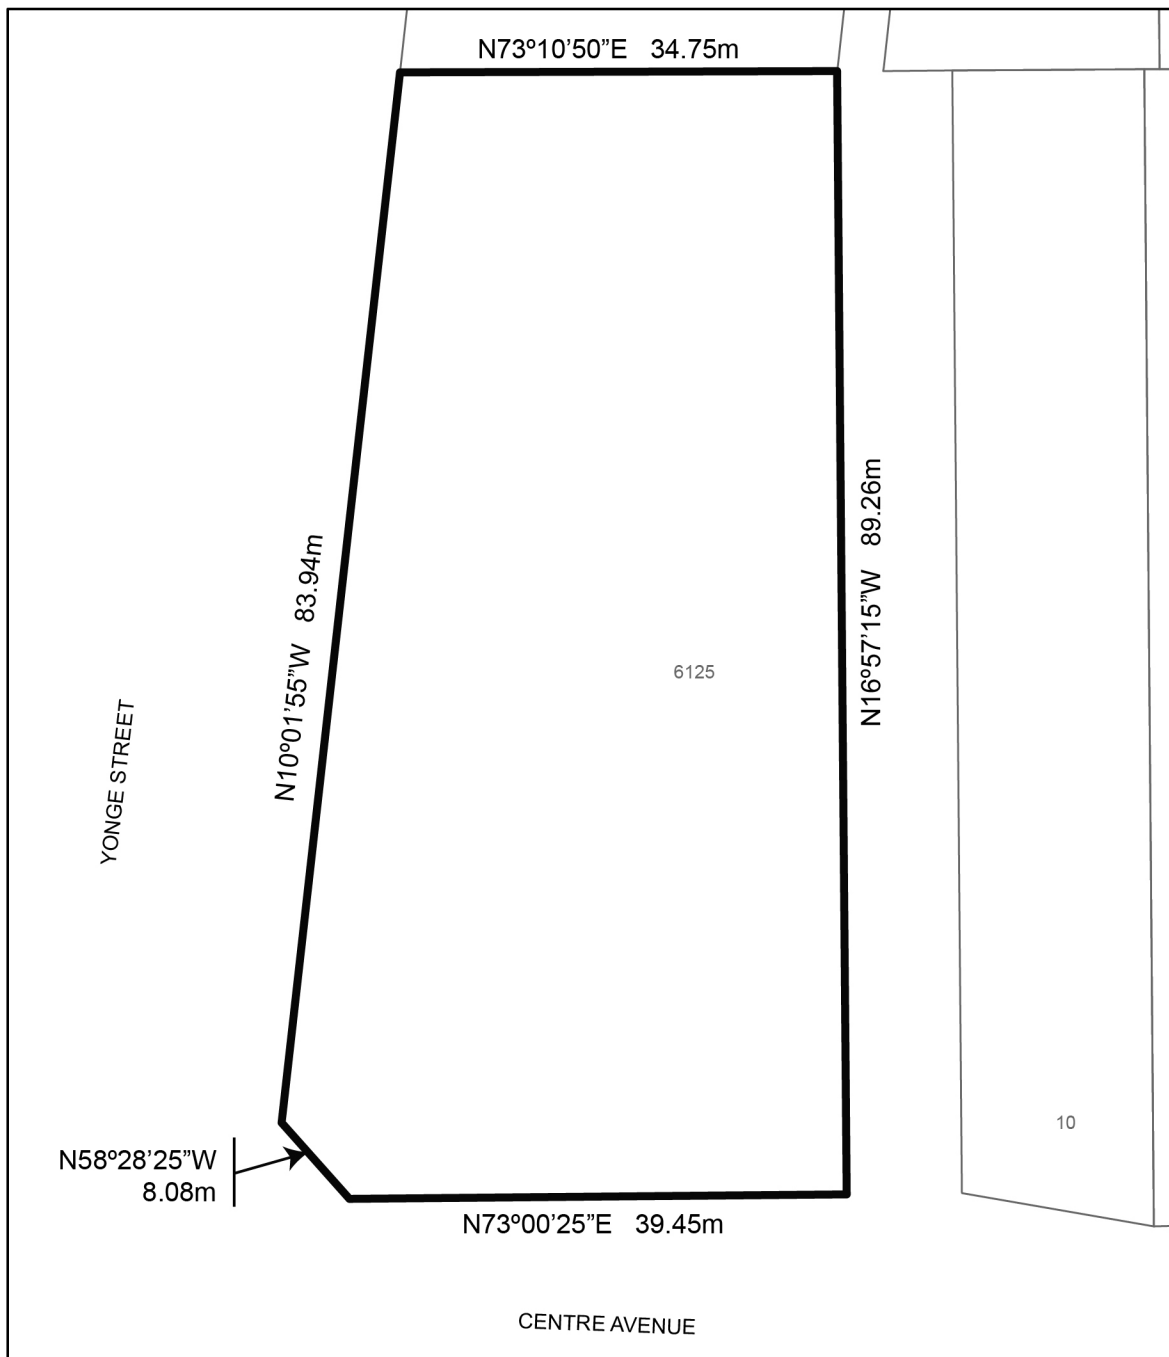 N73º10’50”E 34.75m
N10º01’55”W 83.94m
N16º57’15”W 89.26m
6125
YONGE STREET
10
N58º28’25”W
8.08m
N73º00’25”E 39.45m
CENTRE AVENUE